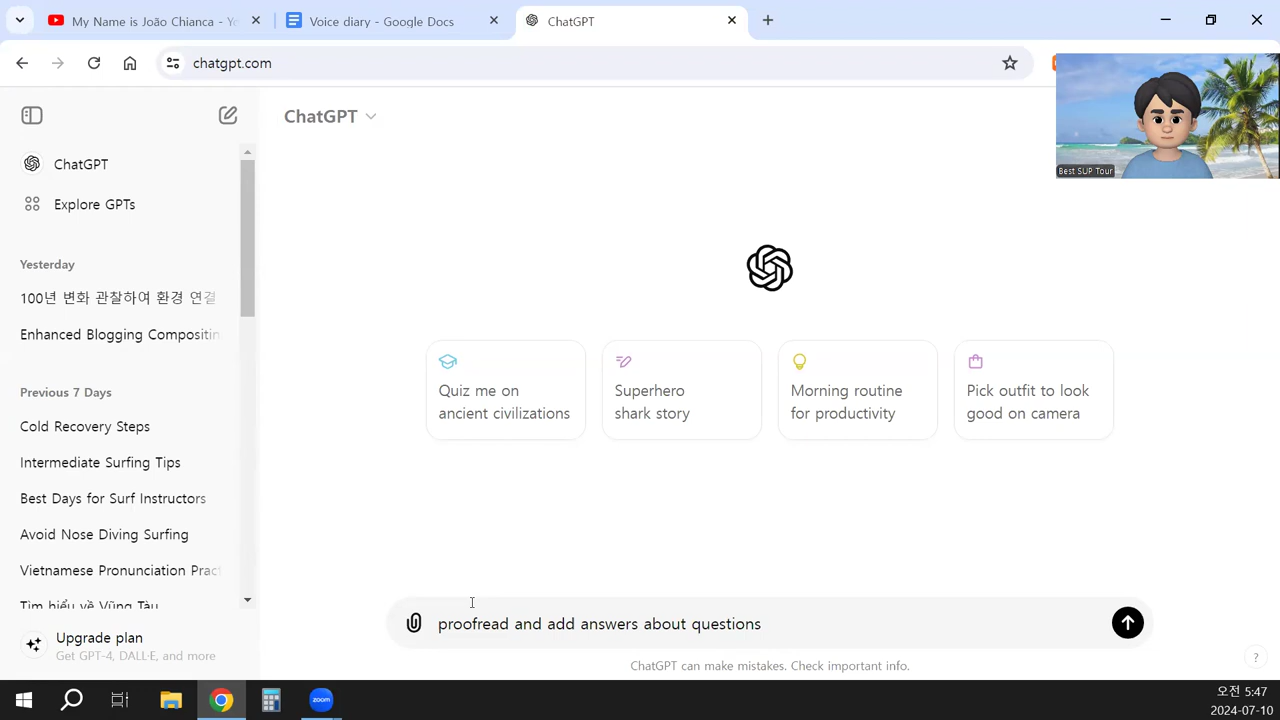 My Name is João Chianca - Yo
Voice diary - Google Docs
ChatGPT
chatgpt.com
ChatGPT
Best SUP Tour
ChatGPT
Explore GPTs
Yesterday
100년 변화 관찰하여 환경 연결
Enhanced Blogging Compositin
Previous 7 Days
Cold Recovery Steps
Intermediate Surfing Tips
Best Days for Surf Instructors
Avoid Nose Diving Surfing
Vietnamese Pronunciation Pract
Tìm hiểu về Vũng Tàu
Upgrade plan
Get GPT-4, DALL·E, and more
Quiz me on
ancient civilizations
Superhero
shark story
Morning routine
for productivity
Pick outfit to look
good on camera
proofread and add answers about questions
ChatGPT can make mistakes. Check important info.
?
zoom
오전 5:47
2024-07-10